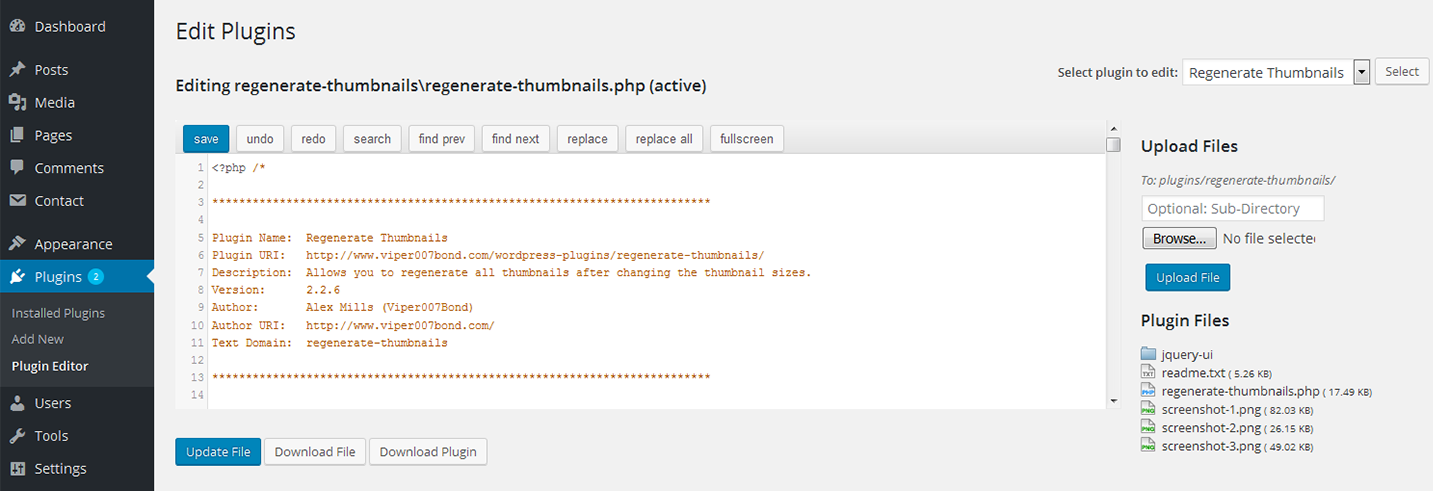 Dashboard
Posts
Media
Pages
Comments
Contact
Appearance
Plugins 2
Installed Plugins
Add New
Plugin Editor
Users
Tools
Settings
Edit Plugins
Editing regenerate-thumbnails\regenerate-thumbnails.php (active)
Select plugin to edit: Regenerate Thumbnails Select
save undo redo search find prev find next replace replace all fullscreen
1 <?php /*
2
3 **************************************************************************
4
5 Plugin Name: Regenerate Thumbnails
6 Plugin URI: http://www.viper007bond.com/wordpress-plugins/regenerate-thumbnails/
7 Description: Allows you to regenerate all thumbnails after changing the thumbnail sizes.
8 Version: 2.2.6
9 Author: Alex Mills (Viper007Bond)
10 Author URI: http://www.viper007bond.com/
11 Text Domain: regenerate-thumbnails
12
13 **************************************************************************
14
Update File Download File Download Plugin
Upload Files
To: plugins/regenerate-thumbnails/
Optional: Sub-Directory
Browse... No file selecte
Upload File
Plugin Files
jquery-ui
TXT readme.txt ( 5.26 KB)
PHP regenerate-thumbnails.php ( 17.49 KB)
PNG screenshot-1.png ( 82.03 KB)
PNG screenshot-2.png ( 26.15 KB)
PNG screenshot-3.png ( 49.02 KB)